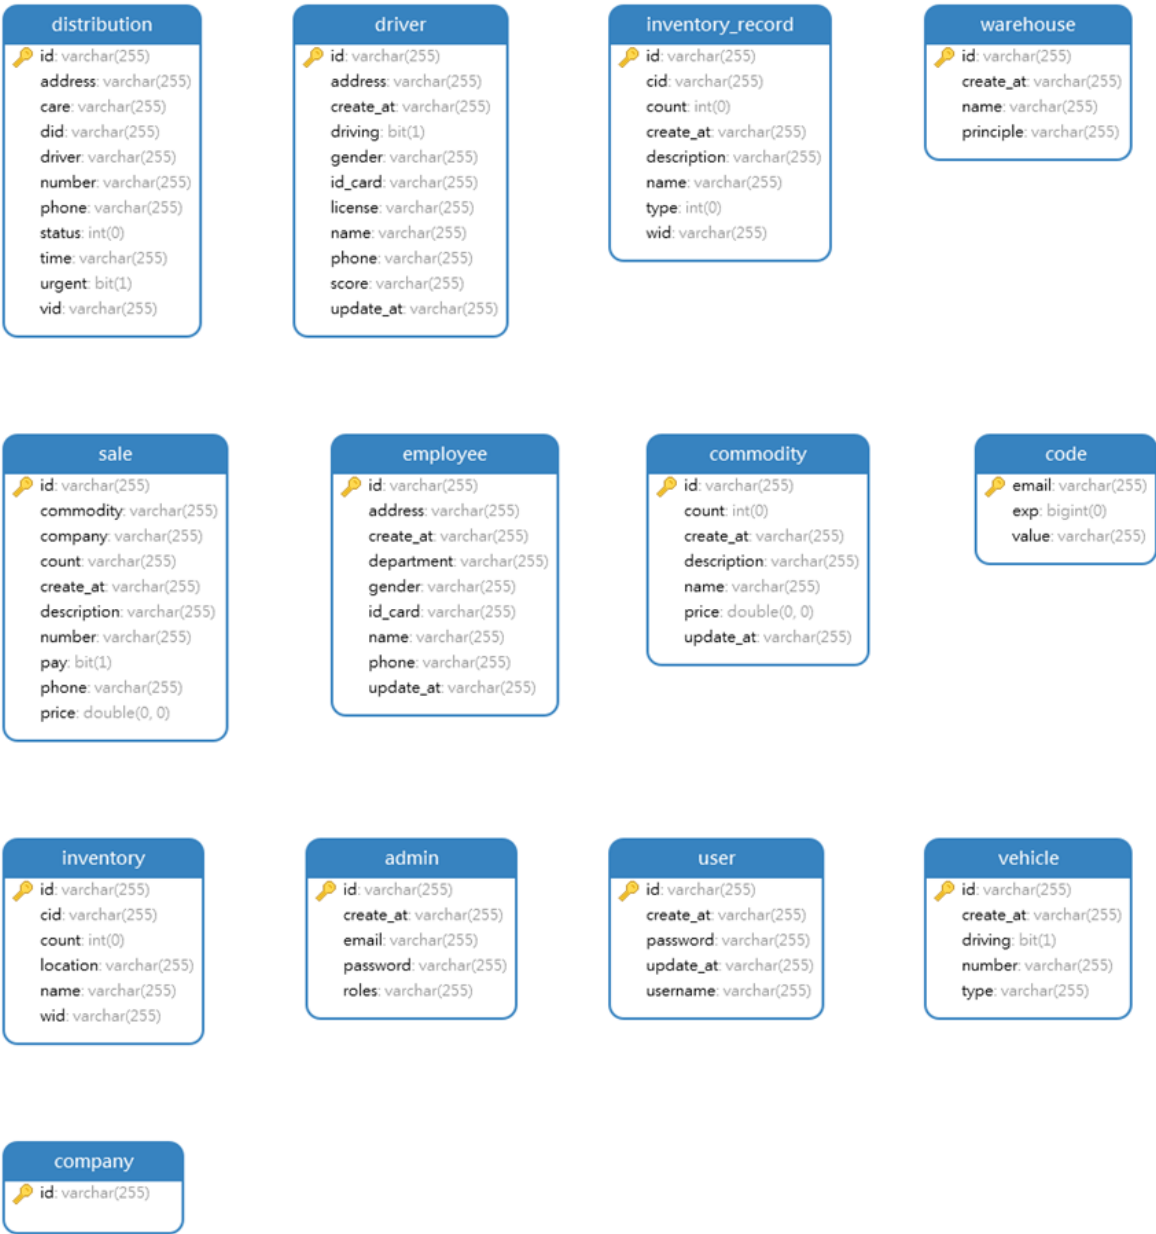 distribution
id: varchar(255)
address: varchar(255)
care: varchar(255)
did: varchar(255)
driver: varchar(255)
number: varchar(255)
phone: varchar(255)
status: int(0)
time: varchar(255)
urgent: bit(1)
vid: varchar(255)
driver
id: varchar(255)
address: varchar(255)
create_at: varchar(255)
driving: bit(1)
gender: varchar(255)
id_card: varchar(255)
license: varchar(255)
name: varchar(255)
phone: varchar(255)
score: varchar(255)
update_at: varchar(255)
inventory_record
id: varchar(255)
cid: varchar(255)
count: int(0)
create_at: varchar(255)
description: varchar(255)
name: varchar(255)
type: int(0)
wid: varchar(255)
warehouse
id: varchar(255)
create_at: varchar(255)
name: varchar(255)
principle: varchar(255)
sale
id: varchar(255)
commodity: varchar(255)
company: varchar(255)
count: varchar(255)
create_at: varchar(255)
description: varchar(255)
number: varchar(255)
pay: bit(1)
phone: varchar(255)
price: double(0, 0)
employee
id: varchar(255)
address: varchar(255)
create_at: varchar(255)
department: varchar(255)
gender: varchar(255)
id_card: varchar(255)
name: varchar(255)
phone: varchar(255)
update_at: varchar(255)
commodity
id: varchar(255)
count: int(0)
create_at: varchar(255)
description: varchar(255)
name: varchar(255)
price: double(0, 0)
update_at: varchar(255)
code
email: varchar(255)
exp: bigint(0)
value: varchar(255)
inventory
id: varchar(255)
cid: varchar(255)
count: int(0)
location: varchar(255)
name: varchar(255)
wid: varchar(255)
admin
id: varchar(255)
create_at: varchar(255)
email: varchar(255)
password: varchar(255)
roles: varchar(255)
user
id: varchar(255)
create_at: varchar(255)
password: varchar(255)
update_at: varchar(255)
username: varchar(255)
vehicle
id: varchar(255)
create_at: varchar(255)
driving: bit(1)
number: varchar(255)
type: varchar(255)
company
id: varchar(255)